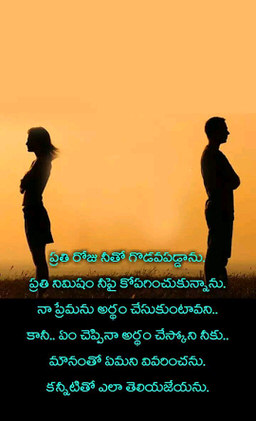 ప్రతి రోజు నీతో గొడవపడ్డాను.
ప్రతి నిమిషం నీపై కోపగించుకున్నాను.
నా ప్రేమను అర్థం చేసుకుంటావని..
కానీ.. ఏం చెప్పినా అర్థం చేస్కోని నీకు..
మౌనంతో ఏమని వివరించను.
కన్నీటితో ఎలా తెలియజేయను.